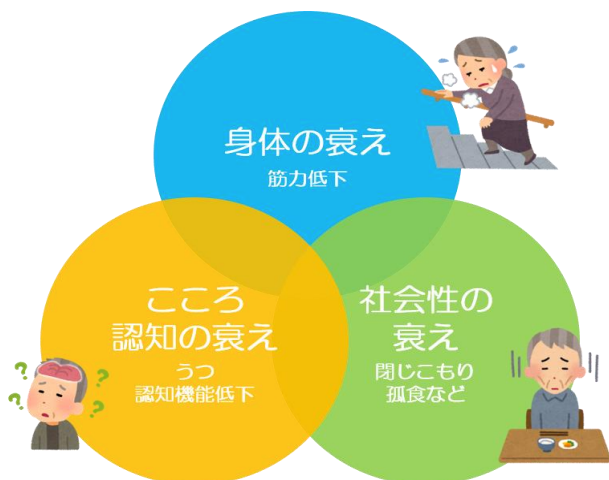 身体の衰え
筋力低下
こころ
認知の衰え
うつ
認知機能低下
社会性の
衰え
閉じこもり
孤食など